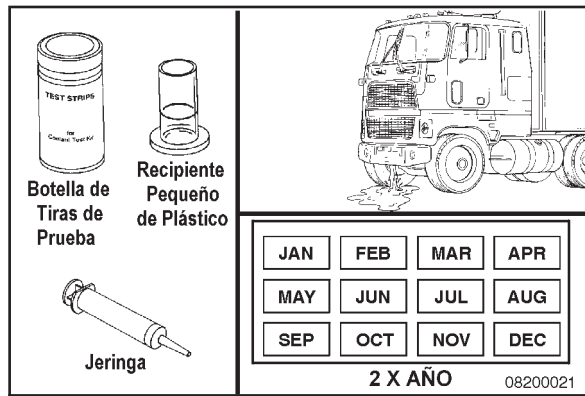 TEST STRIPS
for
Coolant Test Kit
Botella de
Tiras de
Prueba
Recipiente
Pequeño
de Plástico
Jeringa
JAN FEB MAR APR
MAY JUN JUL AUG
SEP OCT NOV DEC
2 X AÑO
08200021